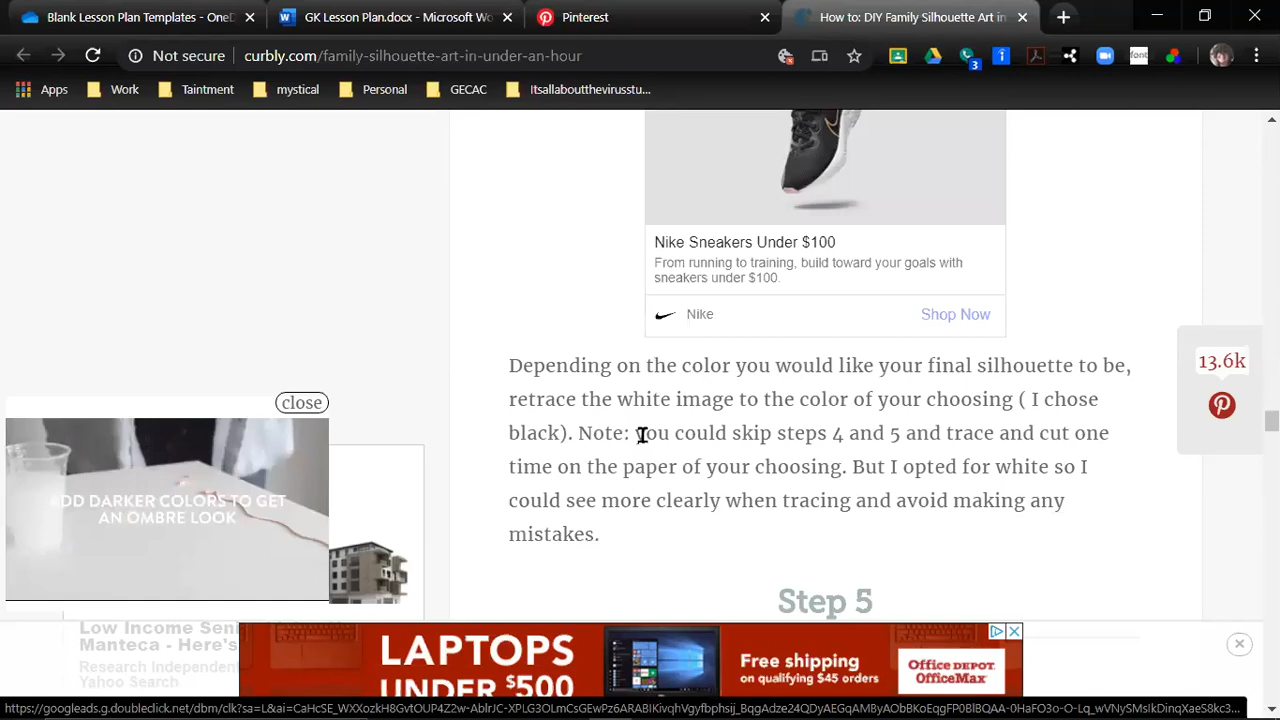 Blank Lesson Plan Templates - OneD
GK Lesson Plan.docx - Microsoft Wo
Pinterest
How to: DIY Family Silhouette Art in
Not secure
curbly.com/family-silhouette-art-in-under-an-hour
3
font
Apps
Work
Taintment
mystical
Personal
GECAC
Itsallaboutthevirusstu...
Nike Sneakers Under $100
From running to training, build toward your goals with
sneakers under $100.
Nike
Shop Now
13.6k
Depending on the color you would like your final silhouette to be,
retrace the white image to the color of your choosing ( I chose
black). Note: you could skip steps 4 and 5 and trace and cut one
time on the paper of your choosing. But I opted for white so I
could see more clearly when tracing and avoid making any
mistakes.
close
ADD DARKER COLORS TO GET
AN OMBRE LOOK
Step 5
Low Income Seni
Manteca - Here's
Research Independent
Yahoo Search
LAPTOPS
UNDER $500
Free shipping
on qualifying $45 orders
Office DEPOT
OfficeMax